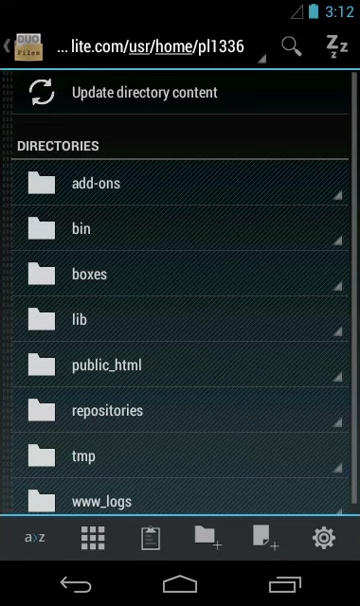 3:12
DUO
Files
... lite.com/usr/home/pl1336
Zzz
Update directory content
DIRECTORIES
add-ons
bin
boxes
lib
public_html
repositories
tmp
www_logs
a›z